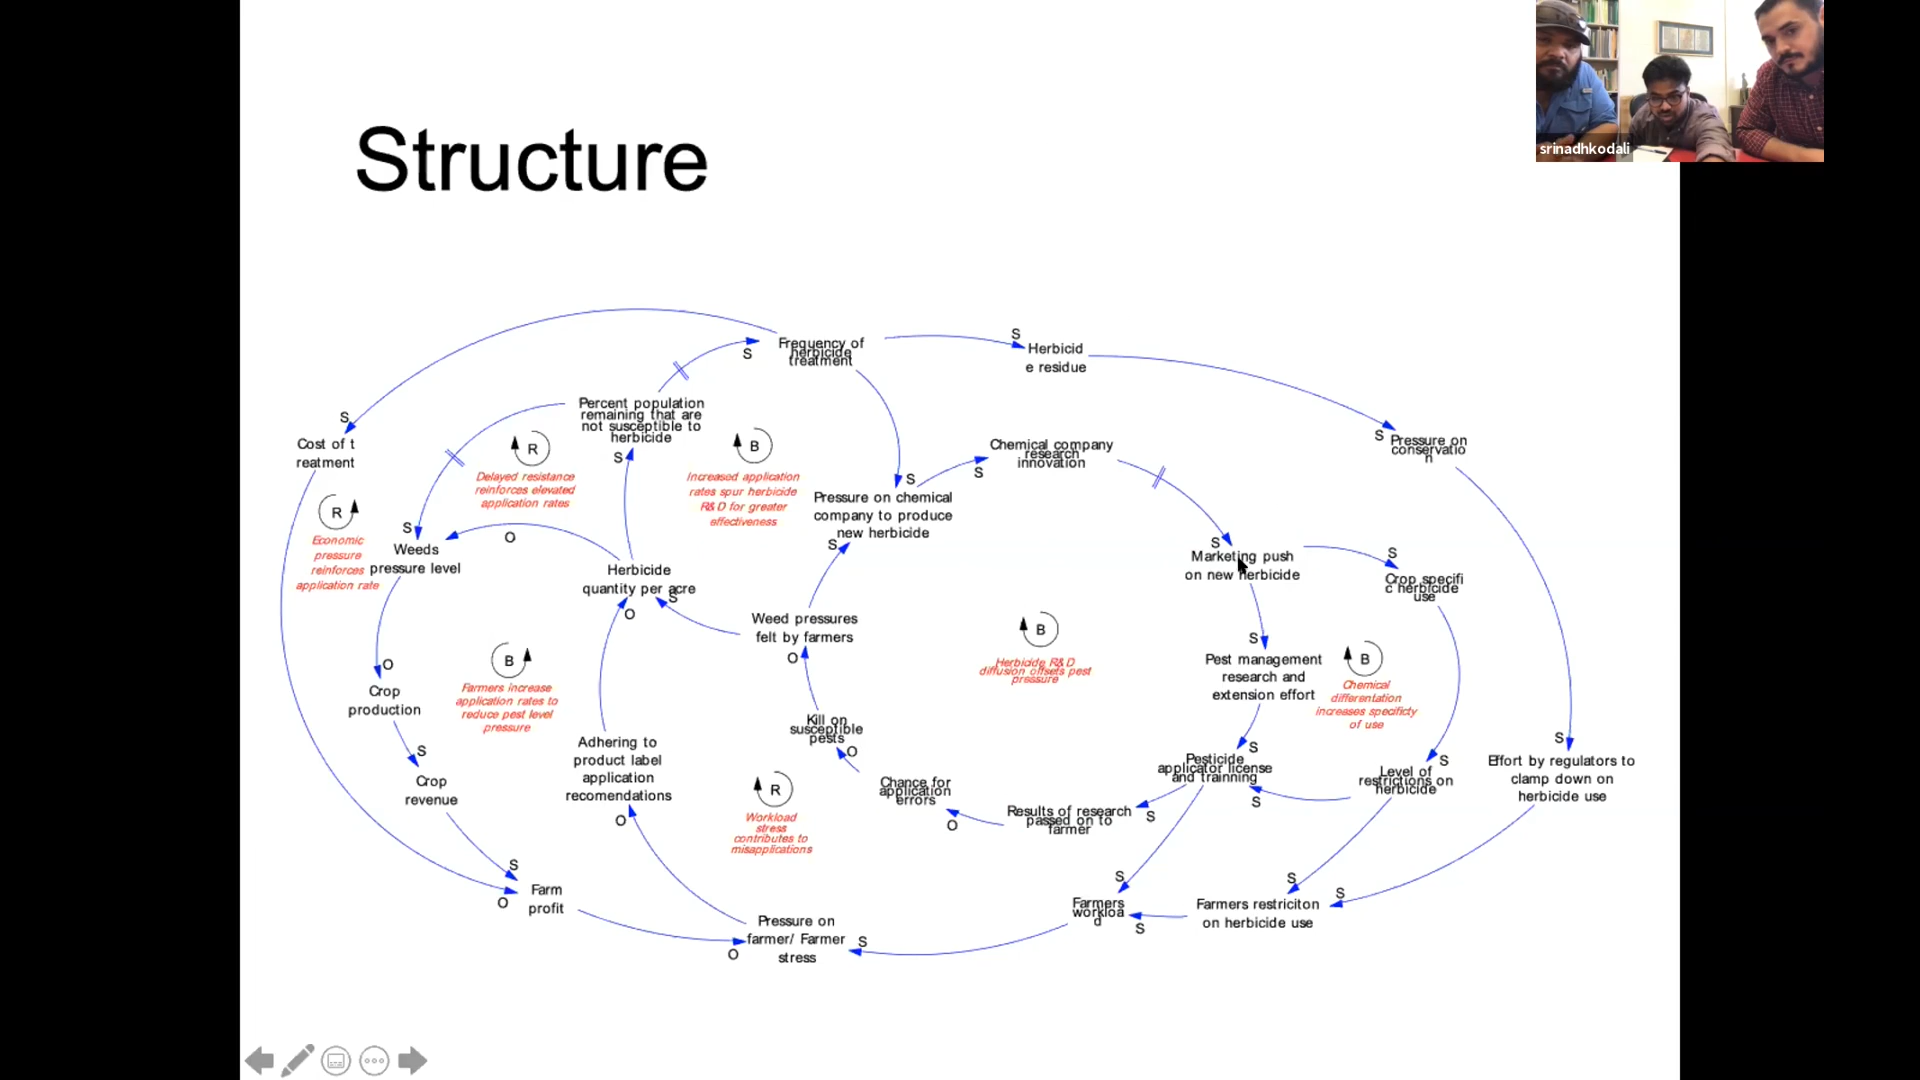 srinadhkodali
Structure
Frequency of
herbicide
treatment
S
S
Herbicid
e residue
S
Cost of t
reatment
Percent population
remaining that are
not susceptible to
herbicide
S
R
Delayed resistance
reinforces elevated
application rates
B
Increased application
rates spur herbicide
R&D for greater
effectiveness
S
Pressure on chemical
company to produce
new herbicide
S
S
Chemical company
research
innovation
S
Pressure on
conservatio
n
R
Economic
pressure
reinforces
application rate
S
Weeds
pressure level
O
Herbicide
quantity per acre
S
O
Weed pressures
felt by farmers
O
S
Marketing push
on new herbicide
S
Crop specifi
c herbicide
use
B
Herbicide R&D
diffusion offsets pest
pressure
S
Pest management
research and
extension effort
B
Chemical
differentation
increases specificty
of use
O
Crop
production
B
Farmers increase
application rates to
reduce pest level
pressure
Kill on
susceptible
pests
O
S
Crop
revenue
Adhering to
product label
application
recomendations
O
R
Workload
stress
contributes to
misapplications
Chance for
application
errors
O
Results of research
passed on to
farmer
S
S
Pesticide
applicator license
and trainning
S
S
Level of
restrictions on
herbicide
S
Effort by regulators to
clamp down on
herbicide use
S
O
Farm
profit
O
Pressure on
farmer/ Farmer
stress
S
S
Farmers
workloa
d
S
S
S
Farmers restriciton
on herbicide use